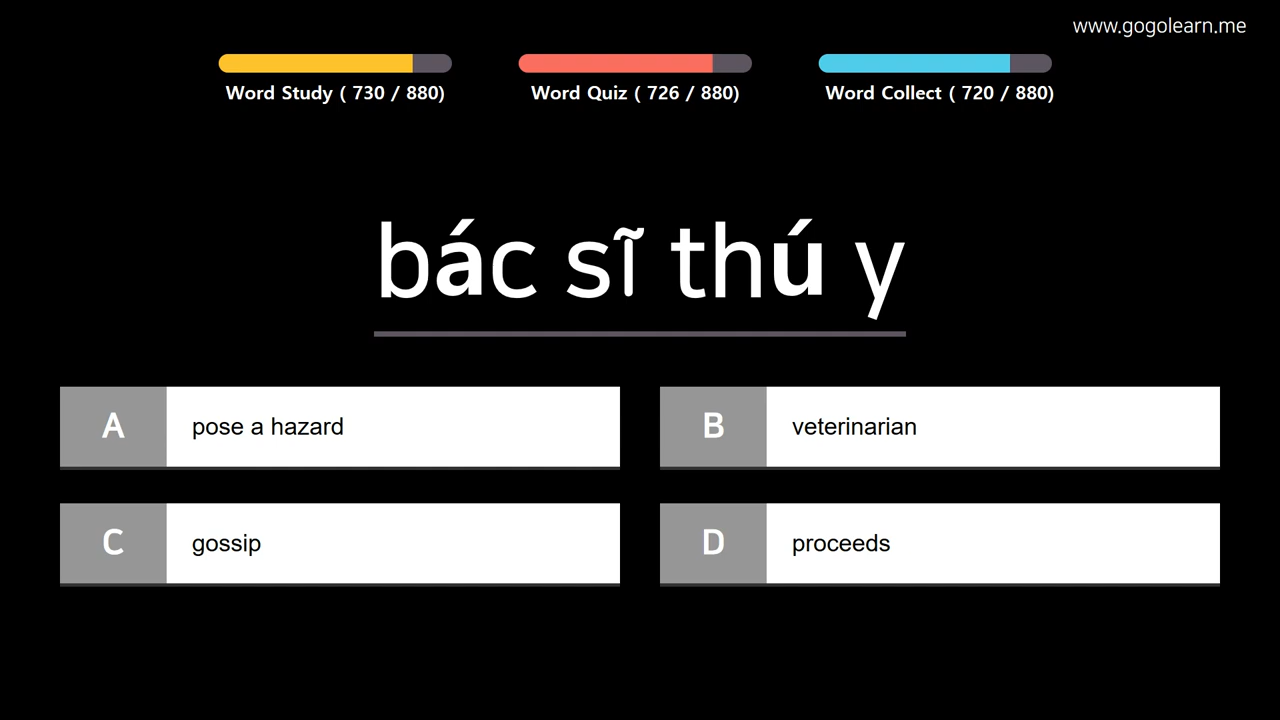 www.gogolearn.me
Word Study ( 730 / 880)
Word Quiz ( 726 / 880)
Word Collect ( 720 / 880)
bác sĩ thú y
A pose a hazard
B veterinarian
C gossip
D proceeds